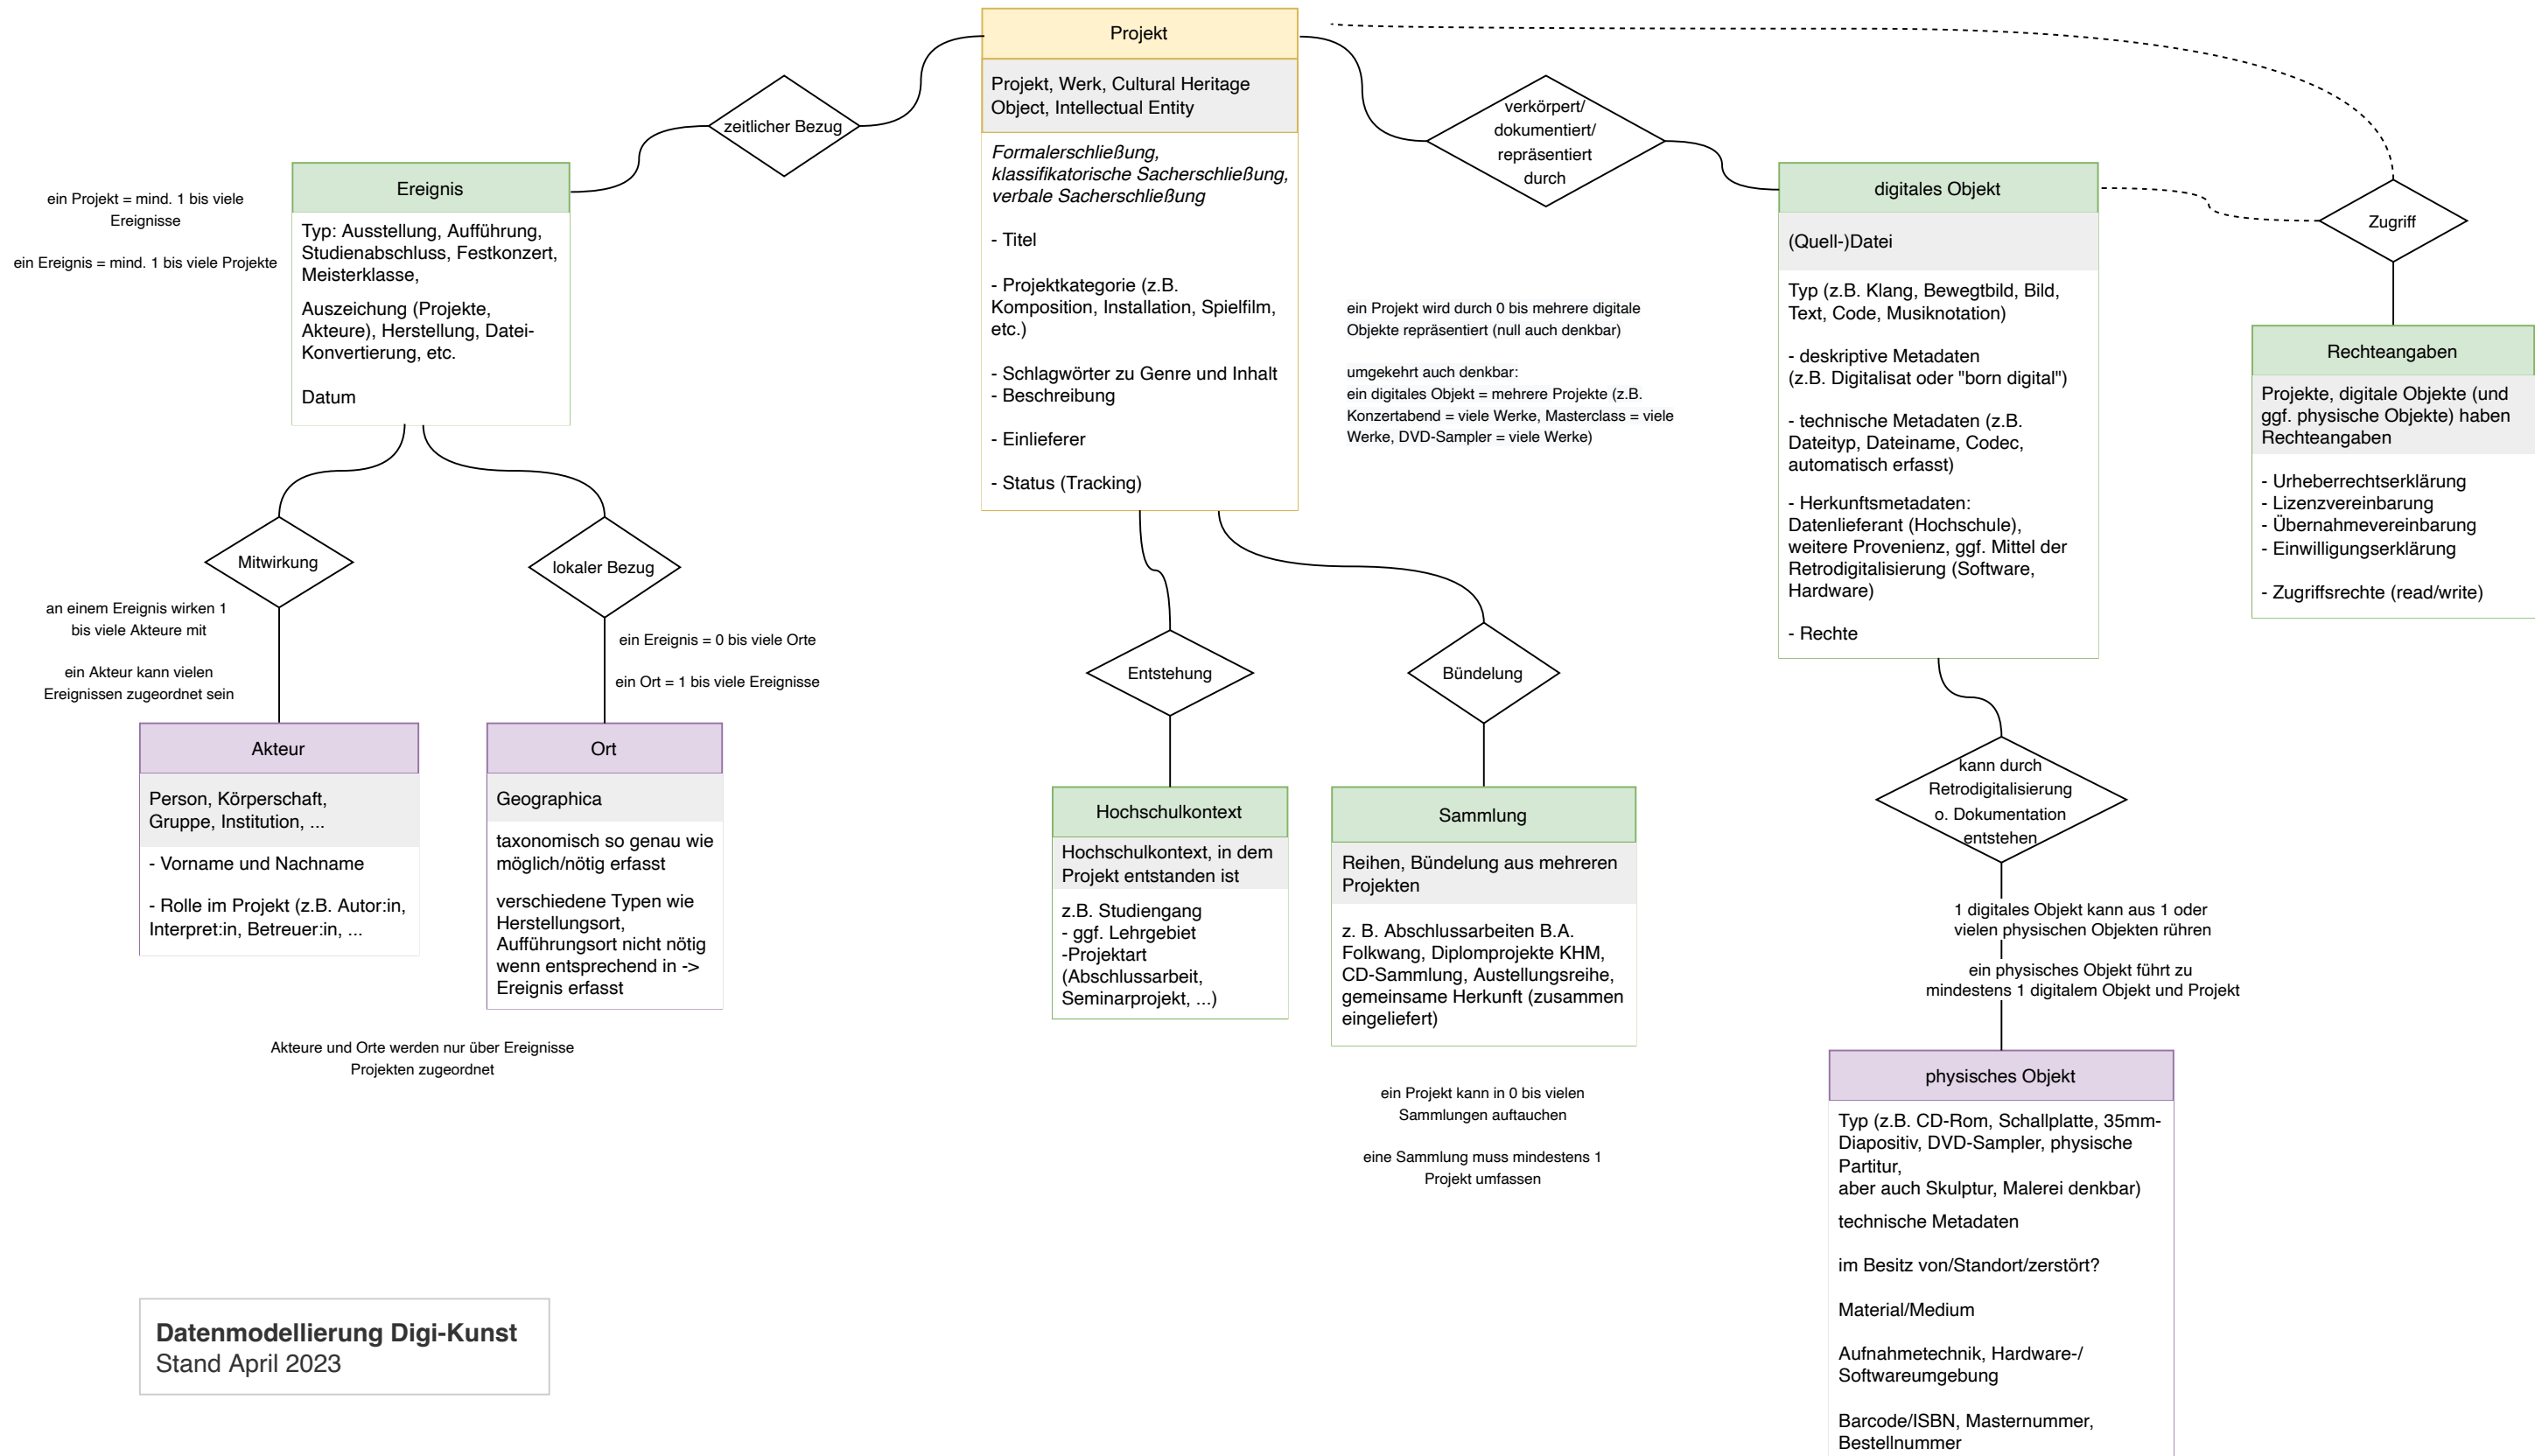 Projekt
Projekt, Werk, Cultural Heritage
Object, Intellectual Entity
Formalerschließung,
klassifikatorische Sacherschließung,
verbale Sacherschließung
- Titel
- Projektkategorie (z.B.
Komposition, Installation, Spielfilm,
etc.)
- Schlagwörter zu Genre und Inhalt
- Beschreibung
- Einlieferer
- Status (Tracking)
zeitlicher Bezug
ein Projekt = mind. 1 bis viele
Ereignisse
ein Ereignis = mind. 1 bis viele Projekte
Ereignis
Typ: Ausstellung, Aufführung,
Studienabschluss, Festkonzert,
Meisterklasse,
Auszeichung (Projekte,
Akteure), Herstellung, Datei-
Konvertierung, etc.
Datum
verkörpert/
dokumentiert/
repräsentiert
durch
ein Projekt wird durch 0 bis mehrere digitale
Objekte repräsentiert (null auch denkbar)
umgekehrt auch denkbar:
ein digitales Objekt = mehrere Projekte (z.B.
Konzertabend = viele Werke, Masterclass = viele
Werke, DVD-Sampler = viele Werke)
digitales Objekt
(Quell-)Datei
Typ (z.B. Klang, Bewegtbild, Bild,
Text, Code, Musiknotation)
- deskriptive Metadaten
(z.B. Digitalisat oder "born digital")
- technische Metadaten (z.B.
Dateityp, Dateiname, Codec,
automatisch erfasst)
- Herkunftsmetadaten:
Datenlieferant (Hochschule),
weitere Provenienz, ggf. Mittel der
Retrodigitalisierung (Software,
Hardware)
- Rechte
Zugriff
Rechteangaben
Projekte, digitale Objekte (und
ggf. physische Objekte) haben
Rechteangaben
- Urheberrechtserklärung
- Lizenzvereinbarung
- Übernahmevereinbarung
- Einwilligungserklärung
- Zugriffsrechte (read/write)
Mitwirkung
an einem Ereignis wirken 1
bis viele Akteure mit
ein Akteur kann vielen
Ereignissen zugeordnet sein
lokaler Bezug
ein Ereignis = 0 bis viele Orte
ein Ort = 1 bis viele Ereignisse
Akteur
Person, Körperschaft,
Gruppe, Institution, ...
- Vorname und Nachname
- Rolle im Projekt (z.B. Autor:in,
Interpret:in, Betreuer:in, ...
Ort
Geographica
taxonomisch so genau wie
möglich/nötig erfasst
verschiedene Typen wie
Herstellungsort,
Aufführungsort nicht nötig
wenn entsprechend in ->
Ereignis erfasst
Akteure und Orte werden nur über Ereignisse
Projekten zugeordnet
Entstehung
Hochschulkontext
Hochschulkontext, in dem
Projekt entstanden ist
z.B. Studiengang
- ggf. Lehrgebiet
-Projektart
(Abschlussarbeit,
Seminarprojekt, ...)
Bündelung
Sammlung
Reihen, Bündelung aus mehreren
Projekten
z. B. Abschlussarbeiten B.A.
Folkwang, Diplomprojekte KHM,
CD-Sammlung, Austellungsreihe,
gemeinsame Herkunft (zusammen
eingeliefert)
ein Projekt kann in 0 bis vielen
Sammlungen auftauchen
eine Sammlung muss mindestens 1
Projekt umfassen
kann durch
Retrodigitalisierung
o. Dokumentation
entstehen
1 digitales Objekt kann aus 1 oder
vielen physischen Objekten rühren
ein physisches Objekt führt zu
mindestens 1 digitalem Objekt und Projekt
physisches Objekt
Typ (z.B. CD-Rom, Schallplatte, 35mm-
Diapositiv, DVD-Sampler, physische
Partitur,
aber auch Skulptur, Malerei denkbar)
technische Metadaten
im Besitz von/Standort/zerstört?
Material/Medium
Aufnahmetechnik, Hardware-/
Softwareumgebung
Barcode/ISBN, Masternummer,
Bestellnummer
Datenmodellierung Digi-Kunst
Stand April 2023